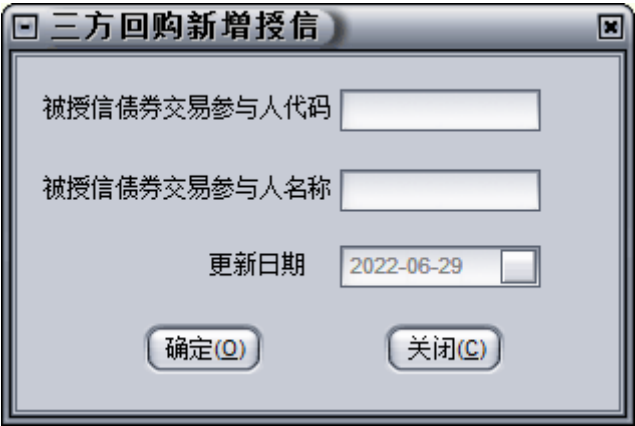 三方回购新增授信
被授信债券交易参与人代码
被授信债券交易参与人名称
更新日期 2022-06-29
确定(O) 关闭(C)